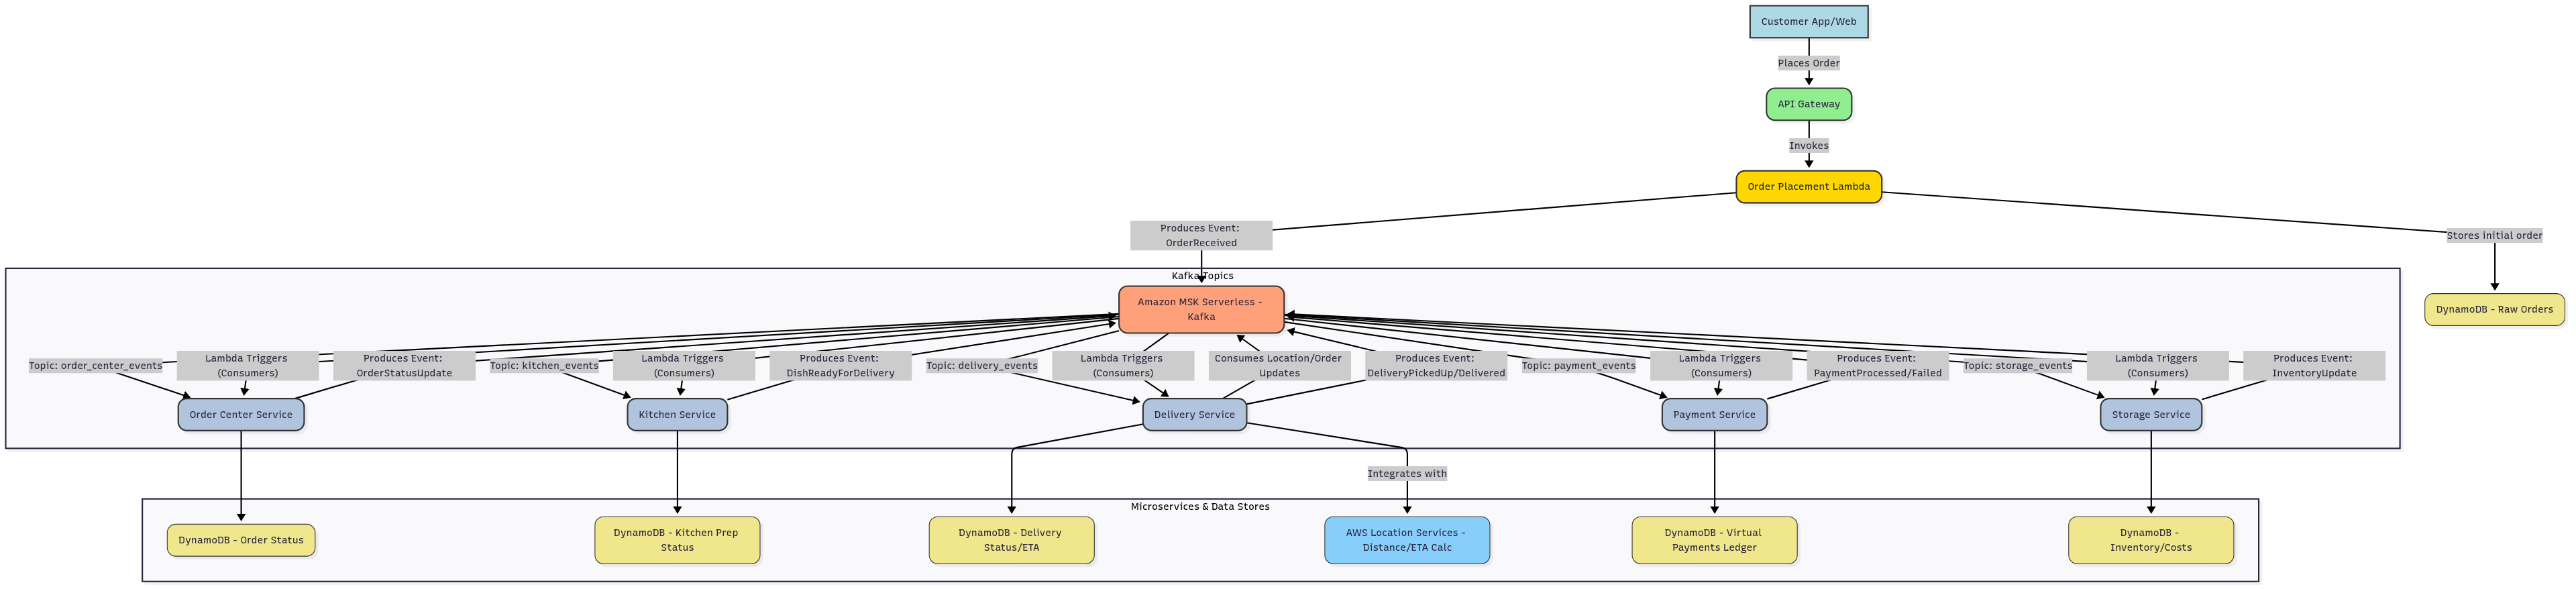 Customer App/Web
Places Order
API Gateway
Invokes
Order Placement Lambda
Produces Event:
OrderReceived
Stores initial order
Kafka Topics
Amazon MSK Serverless -
Kafka
DynamoDB - Raw Orders
Topic: order_center_events
Lambda Triggers
(Consumers)
Produces Event:
OrderStatusUpdate
Topic: kitchen_events
Lambda Triggers
(Consumers)
Produces Event:
DishReadyForDelivery
Topic: delivery_events
Lambda Triggers
(Consumers)
Consumes Location/Order
Updates
Produces Event:
DeliveryPickedUp/Delivered
Topic: payment_events
Lambda Triggers
(Consumers)
Produces Event:
PaymentProcessed/Failed
Topic: storage_events
Lambda Triggers
(Consumers)
Produces Event:
InventoryUpdate
Order Center Service
Kitchen Service
Delivery Service
Payment Service
Storage Service
Integrates with
Microservices & Data Stores
DynamoDB - Order Status
DynamoDB - Kitchen Prep
Status
DynamoDB - Delivery
Status/ETA
AWS Location Services -
Distance/ETA Calc
DynamoDB - Virtual
Payments Ledger
DynamoDB -
Inventory/Costs